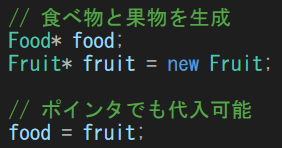 // 食べ物と果物を生成
Food* food;
Fruit* fruit = new Fruit;
// ポインタでも代入可能
food = fruit;